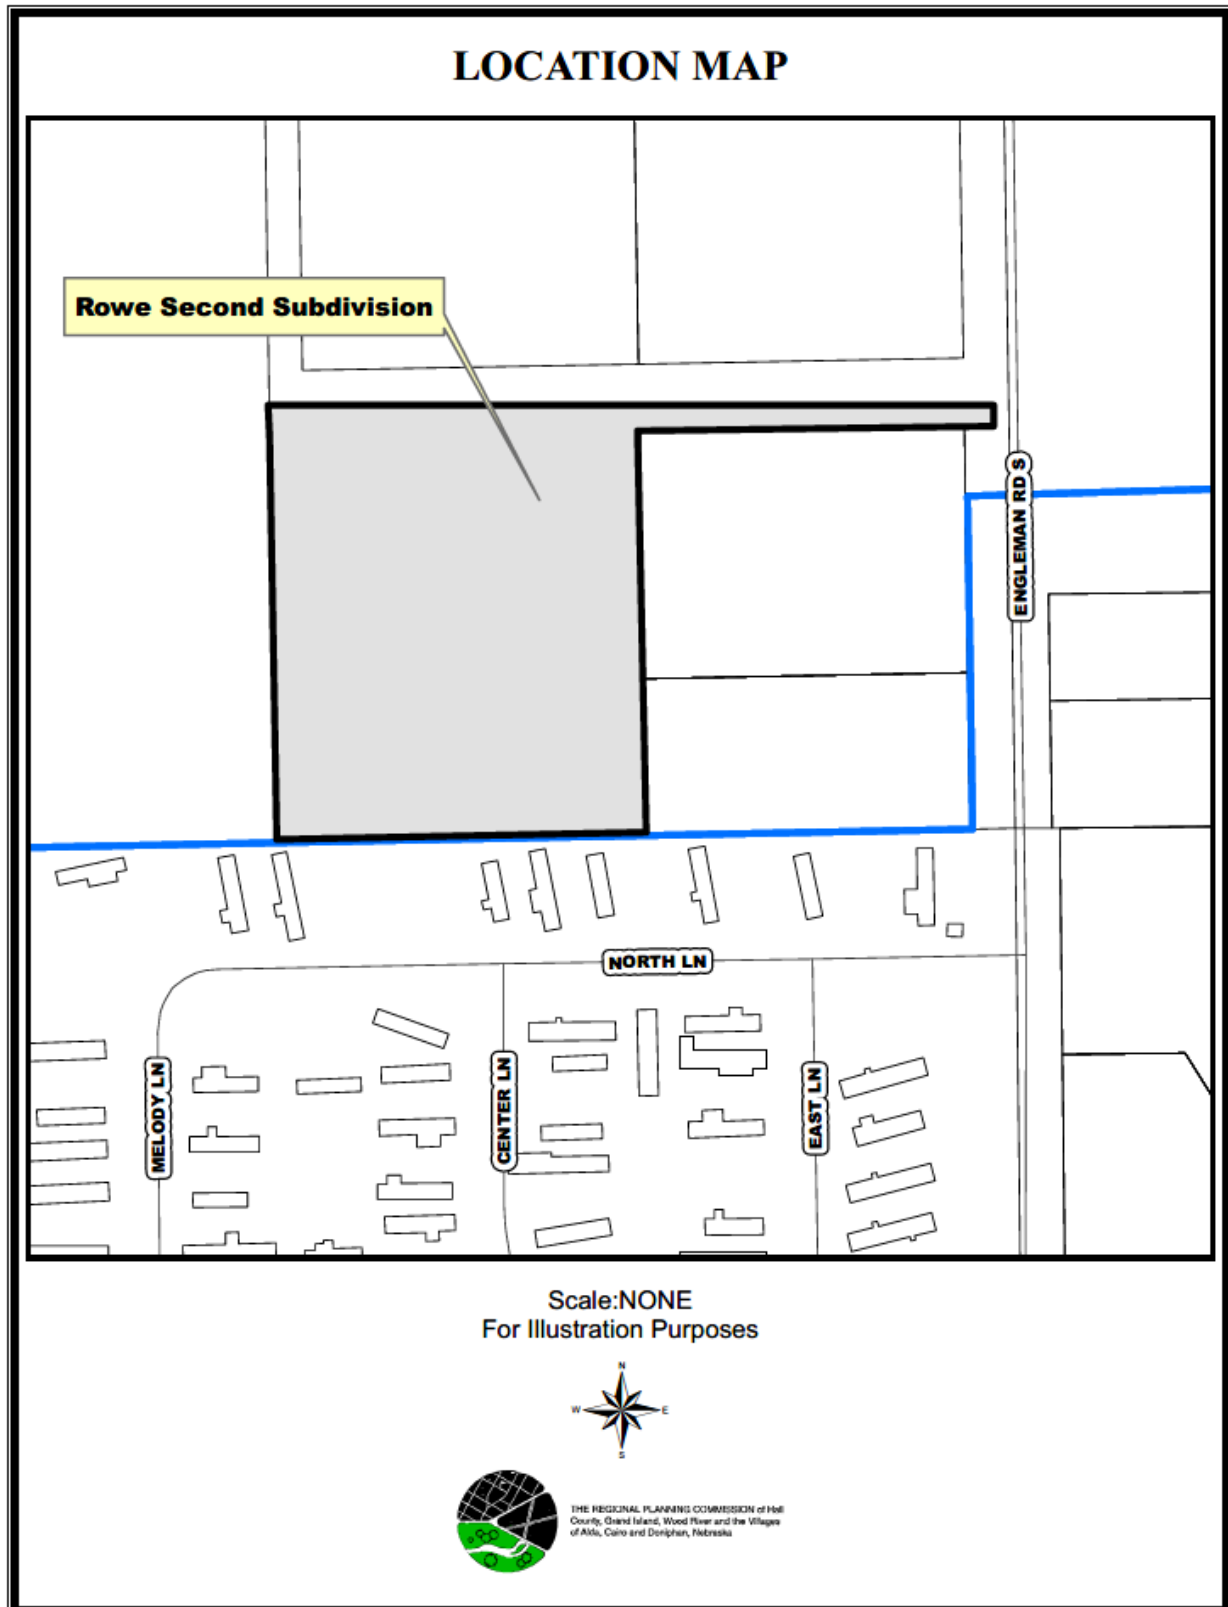 LOCATION MAP
Rowe Second Subdivision
ENGLEMAN RD S
NORTH LN
MELODY LN
CENTER LN
EAST LN
Scale:NONE
For Illustration Purposes
N
W
E
S
THE REGIONAL PLANNING COMMISSION of Hall
County, Grand Island, Wood River and the Villages
of Alda, Cairo and Doniphan, Nebraska